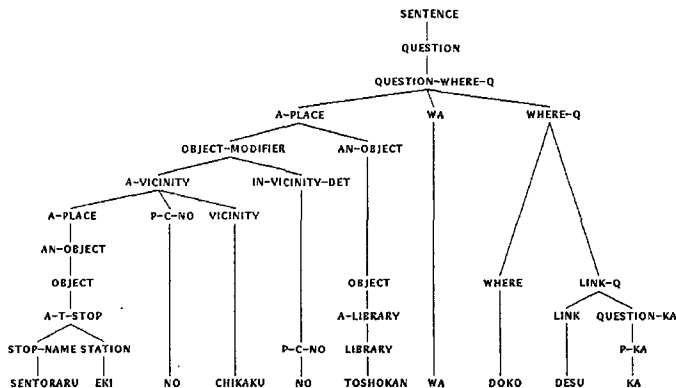 SENTENCE
QUESTION
QUESTION-WHERE-Q
A-PLACE WA WHERE-Q
OBJECT-MODIFIER AN-OBJECT
A-VICINITY IN-VICINITY-DET
A-PLACE P-C-NO VICINITY
AN-OBJECT
OBJECT OBJECT WHERE LINK-Q
A-T-STOP A-LIBRARY LINK QUESTION-KA
STOP-NAME STATION P-C-NO LIBRARY P-KA
SENTORARU EKI NO CHIKAKU NO TOSHOKAN WA DOKO DESU KA